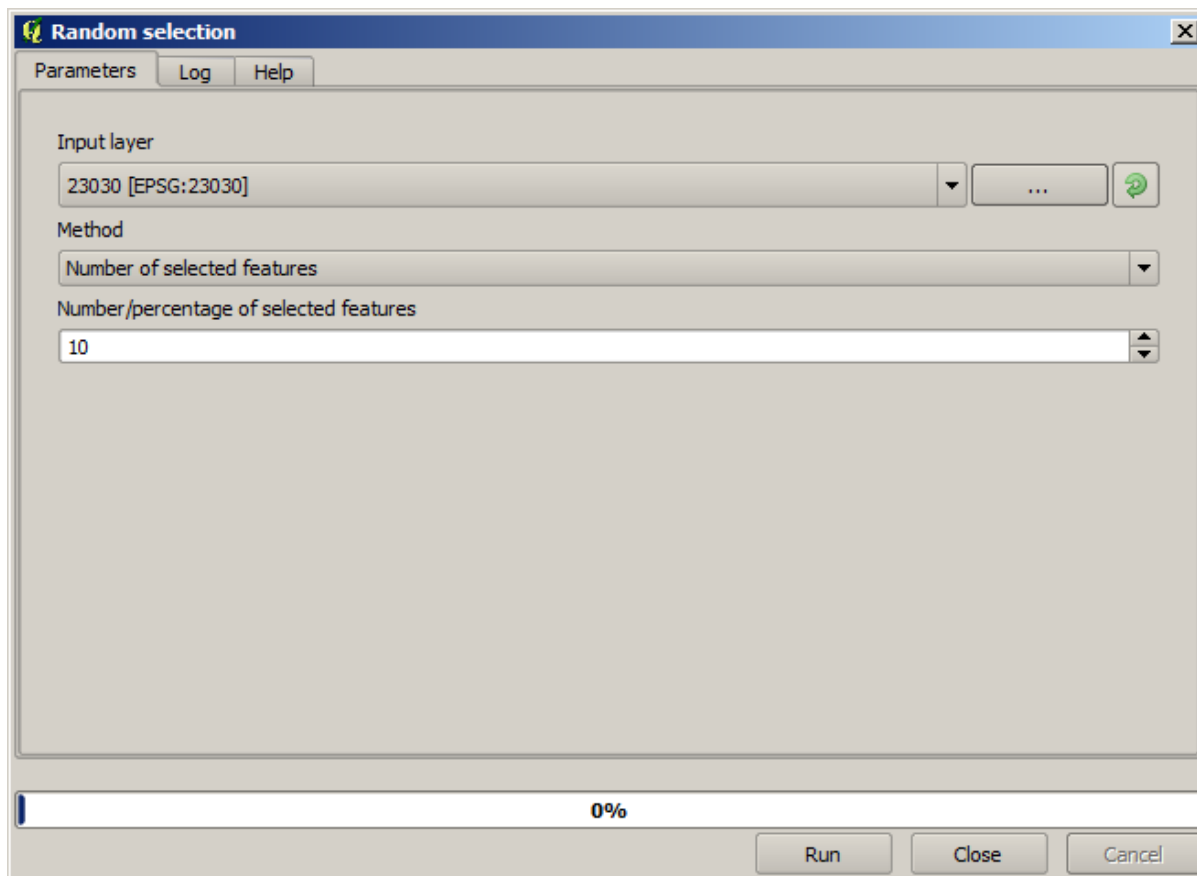 Random selection
Parameters Log Help
Input layer
23030 [EPSG:23030]
...
Method
Number of selected features
Number/percentage of selected features
10
0%
Run Close Cancel